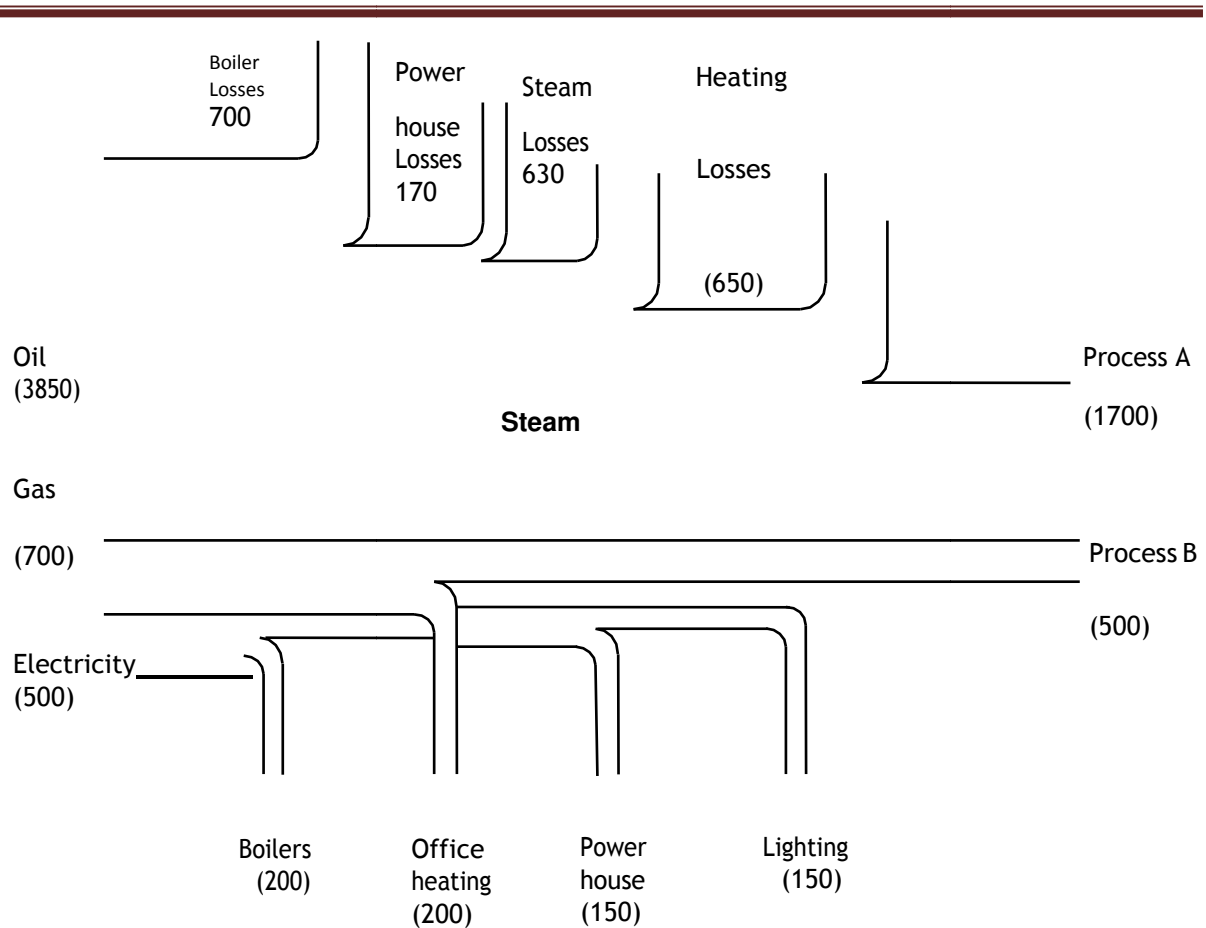 Boiler
Losses
700
Power
house
Losses
170
Steam
Losses
630
Heating
Losses
(650)
Oil
(3850)
Process A
(1700)
Steam
Gas
(700)
Process B
(500)
Electricity
(500)
Boilers
(200)
Office
heating
(200)
Power
house
(150)
Lighting
(150)